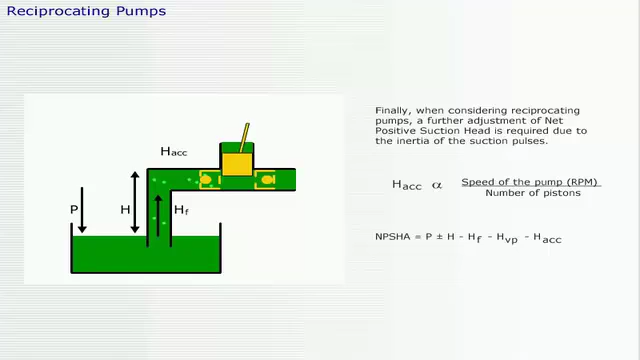 Reciprocating Pumps
Finally, when considering reciprocating
pumps, a further adjustment of Net
Positive Suction Head is required due to
the inertia of the suction pulses.
Hacc
P
H
Hf
Hacc α Speed of the pump (RPM)
Number of pistons
NPSHA = P ± H - Hf - Hvp - Hacc